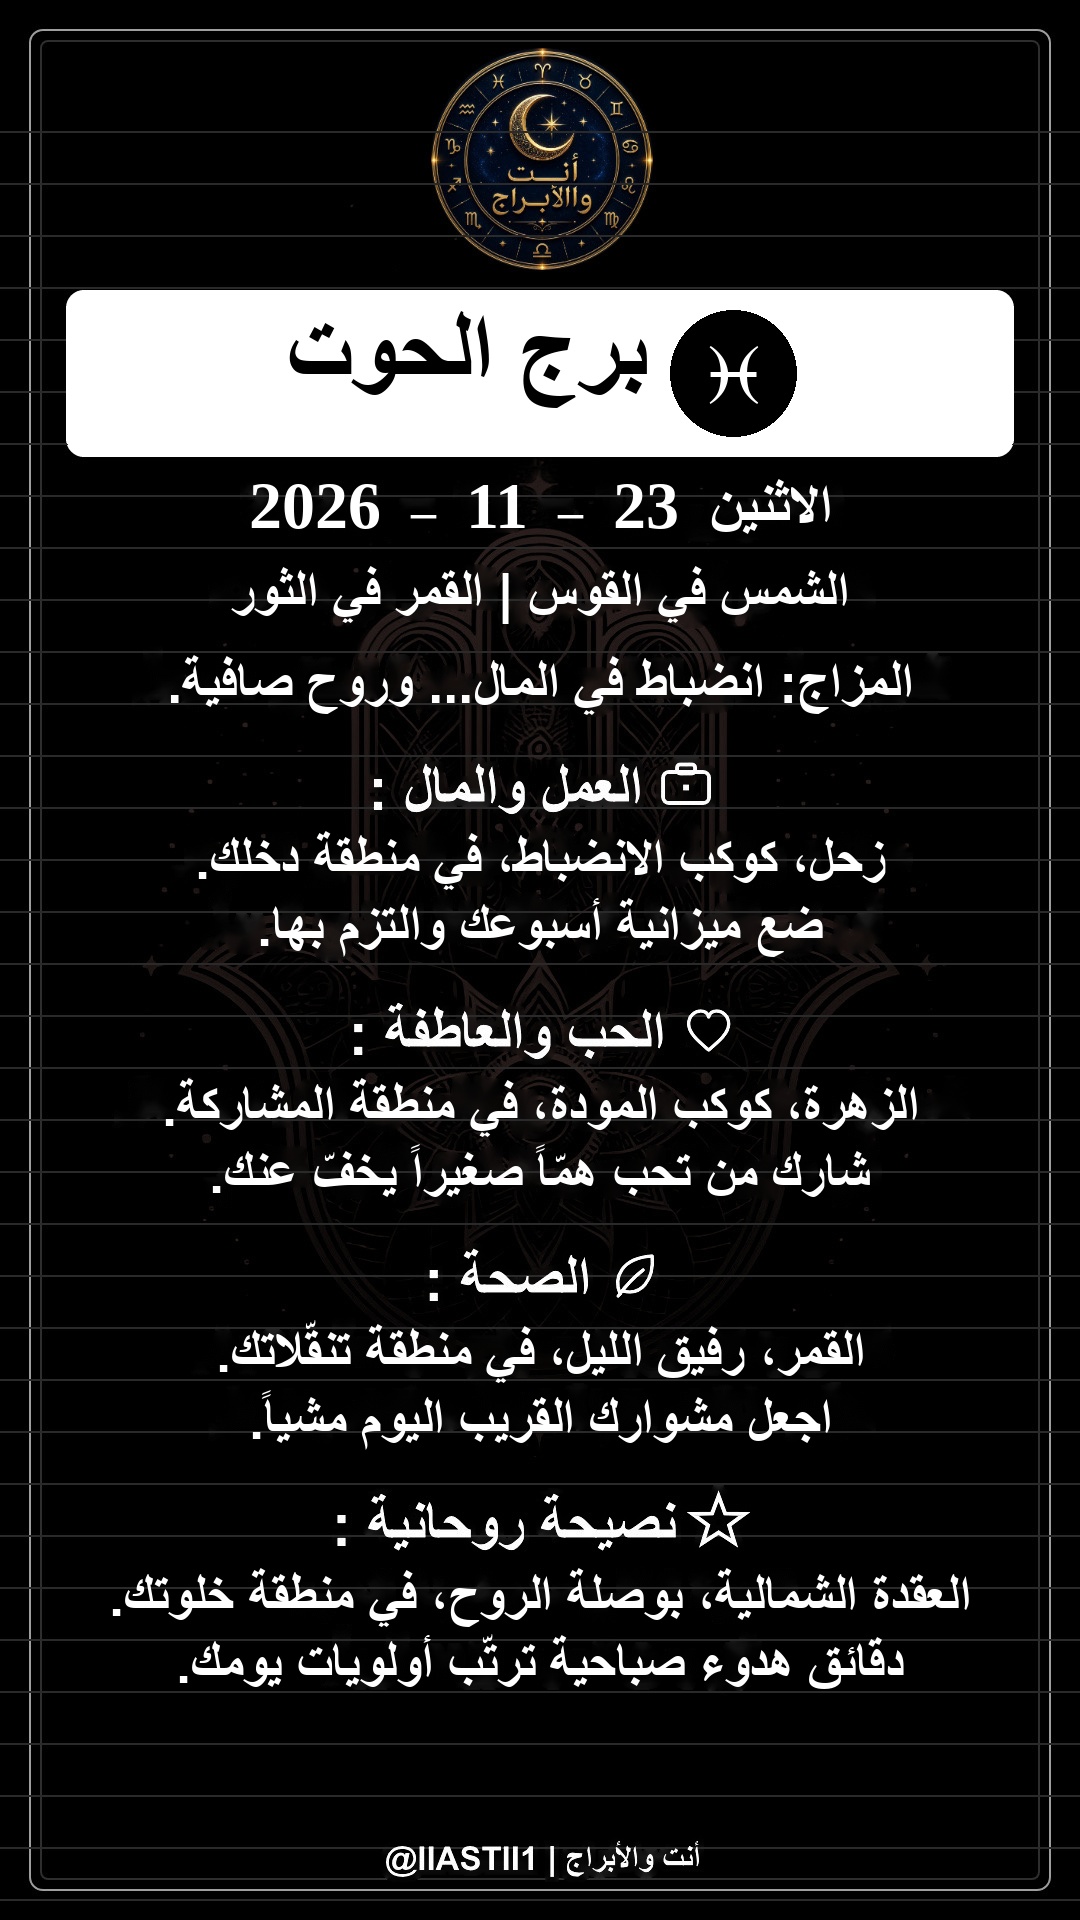 أنت
واالأبراج
برج الحوت
الاثنين 23 – 11 – 2026
الشمس في القوس | القمر في الثور
المزاج: انضباط في المال... وروح صافية.
العمل والمال :
زحل، كوكب الانضباط، في منطقة دخلك.
ضع ميزانية أسبوعك والتزم بها.
الحب والعاطفة :
الزهرة، كوكب المودة، في منطقة المشاركة.
شارك من تحب همّاً صغيراً يخفّ عنك.
الصحة :
القمر، رفيق الليل، في منطقة تنقّلاتك.
اجعل مشوارك القريب اليوم مشياً.
نصيحة روحانية :
العقدة الشمالية، بوصلة الروح، في منطقة خلوتك.
دقائق هدوء صباحية ترتّب أولويات يومك.
أنت والأبراج | @IIASTII1